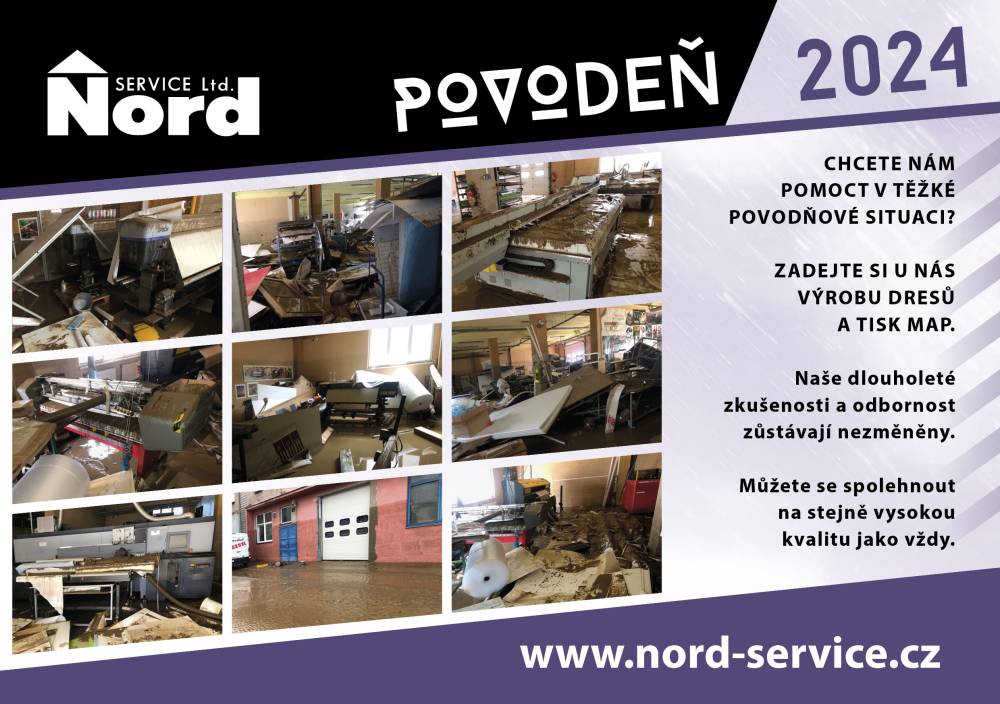 SERVICE Ltd.
Nord
POVODEŇ
2024
CHCETE NÁM
POMOCT V TĚŽKÉ
POVODŇOVÉ SITUACI?
ZADEJTE SI U NÁS
VÝROBU DRESŮ
A TISK MAP.
Naše dlouholeté
zkušenosti a odbornost
zůstávají nezměněny.
Můžete se spolehnout
na stejně vysokou
kvalitu jako vždy.
www.nord-service.cz